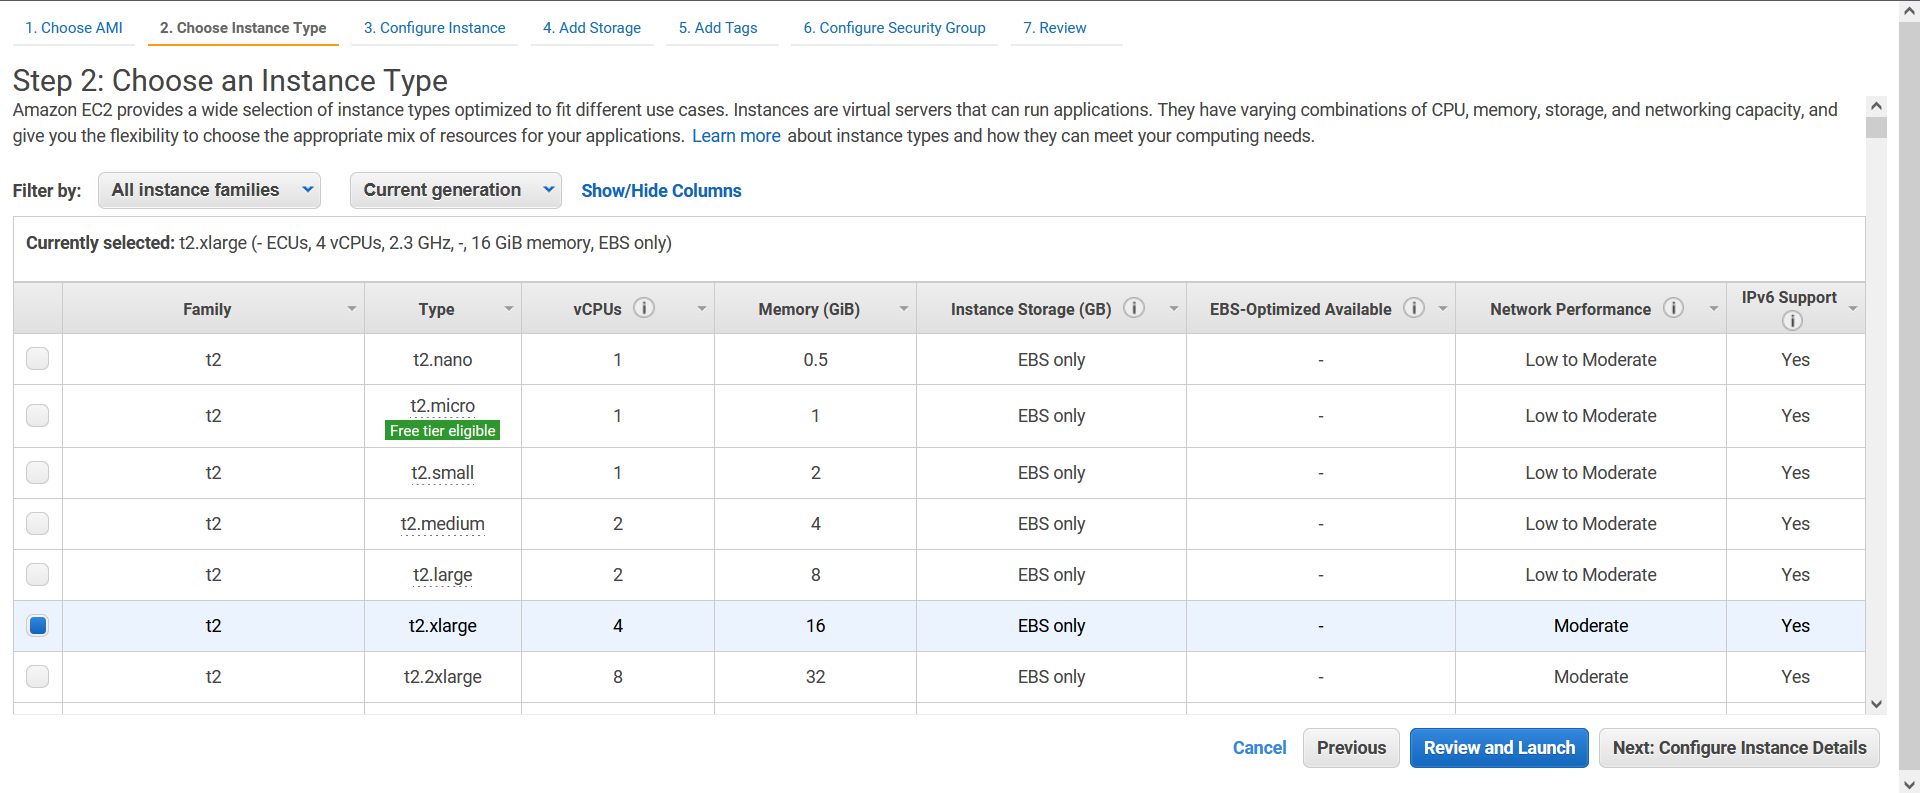 1. Choose AMI 2. Choose Instance Type 3. Configure Instance 4. Add Storage 5. Add Tags 6. Configure Security Group 7. Review
Step 2: Choose an Instance Type
Amazon EC2 provides a wide selection of instance types optimized to fit different use cases. Instances are virtual servers that can run applications. They have varying combinations of CPU, memory, storage, and networking capacity, and
give you the flexibility to choose the appropriate mix of resources for your applications. Learn more about instance types and how they can meet your computing needs.
Filter by: All instance families Current generation Show/Hide Columns
Currently selected: t2.xlarge (- ECUs, 4 vCPUs, 2.3 GHz, -, 16 GiB memory, EBS only)
Family Type vCPUs i Memory (GiB) Instance Storage (GB) i EBS-Optimized Available i Network Performance i IPv6 Support i
t2 t2.nano 1 0.5 EBS only - Low to Moderate Yes
t2 t2.micro 1 1 EBS only - Low to Moderate Yes
Free tier eligible
t2 t2.small 1 2 EBS only - Low to Moderate Yes
t2 t2.medium 2 4 EBS only - Low to Moderate Yes
t2 t2.large 2 8 EBS only - Low to Moderate Yes
t2 t2.xlarge 4 16 EBS only - Moderate Yes
t2 t2.2xlarge 8 32 EBS only - Moderate Yes
Cancel Previous Review and Launch Next: Configure Instance Details